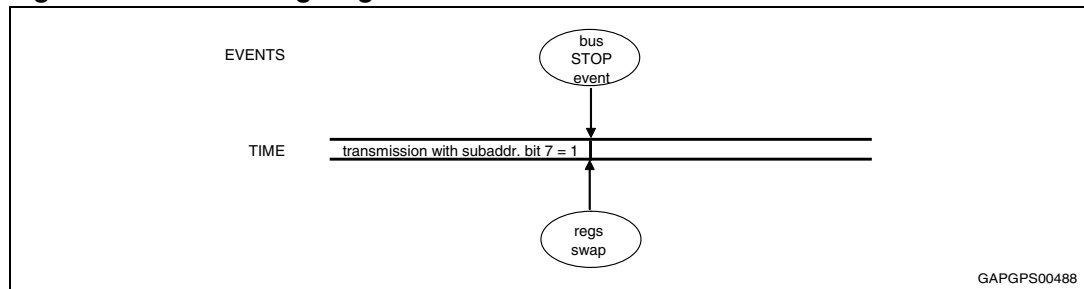 EVENTS
bus
STOP
event
TIME
transmission with subaddr. bit 7 = 1
regs
swap
GAPGPS00488